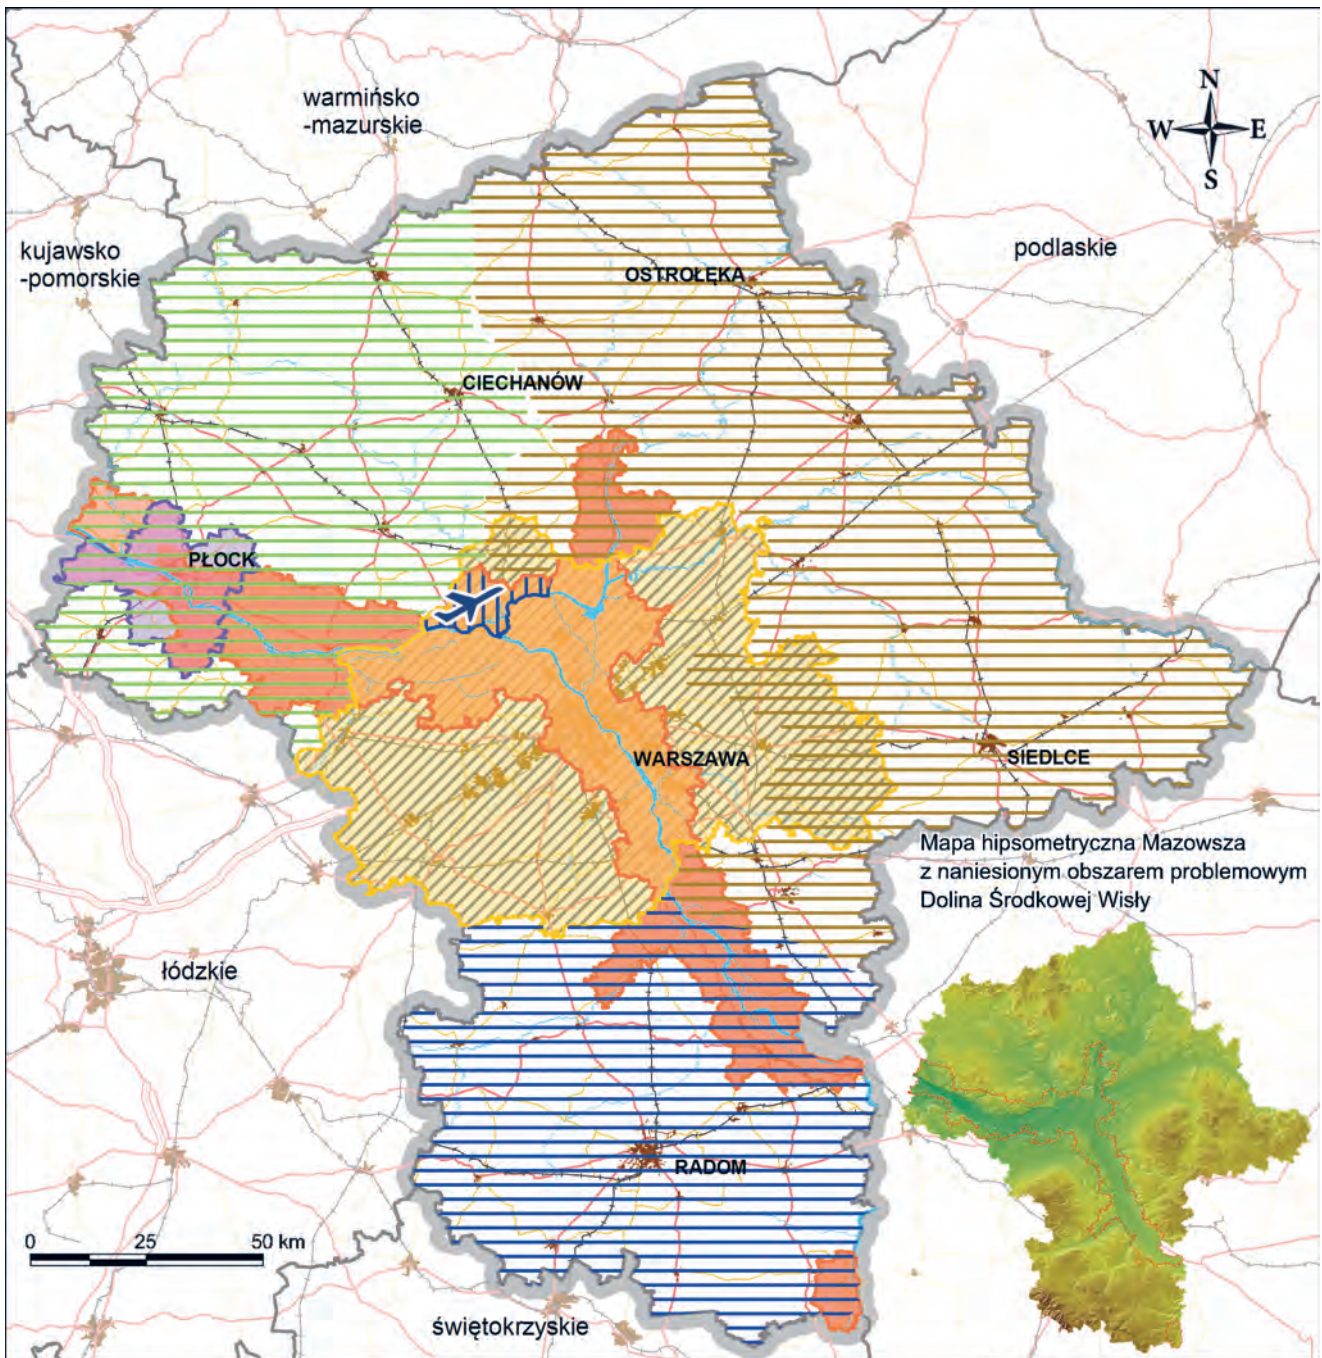 warmińsko
-mazurskie
N
W
E
S
kujawsko
-pomorskie
podlaskie
OSTROŁĘKA
CIECHANÓW
PŁOCK
WARSZAWA
SIEDLCE
Mapa hipsometryczna Mazowsza
z naniesionym obszarem problemowym
Dolina Środkowej Wisły
łódzkie
RADOM
0 25 50 km
świętokrzyskie